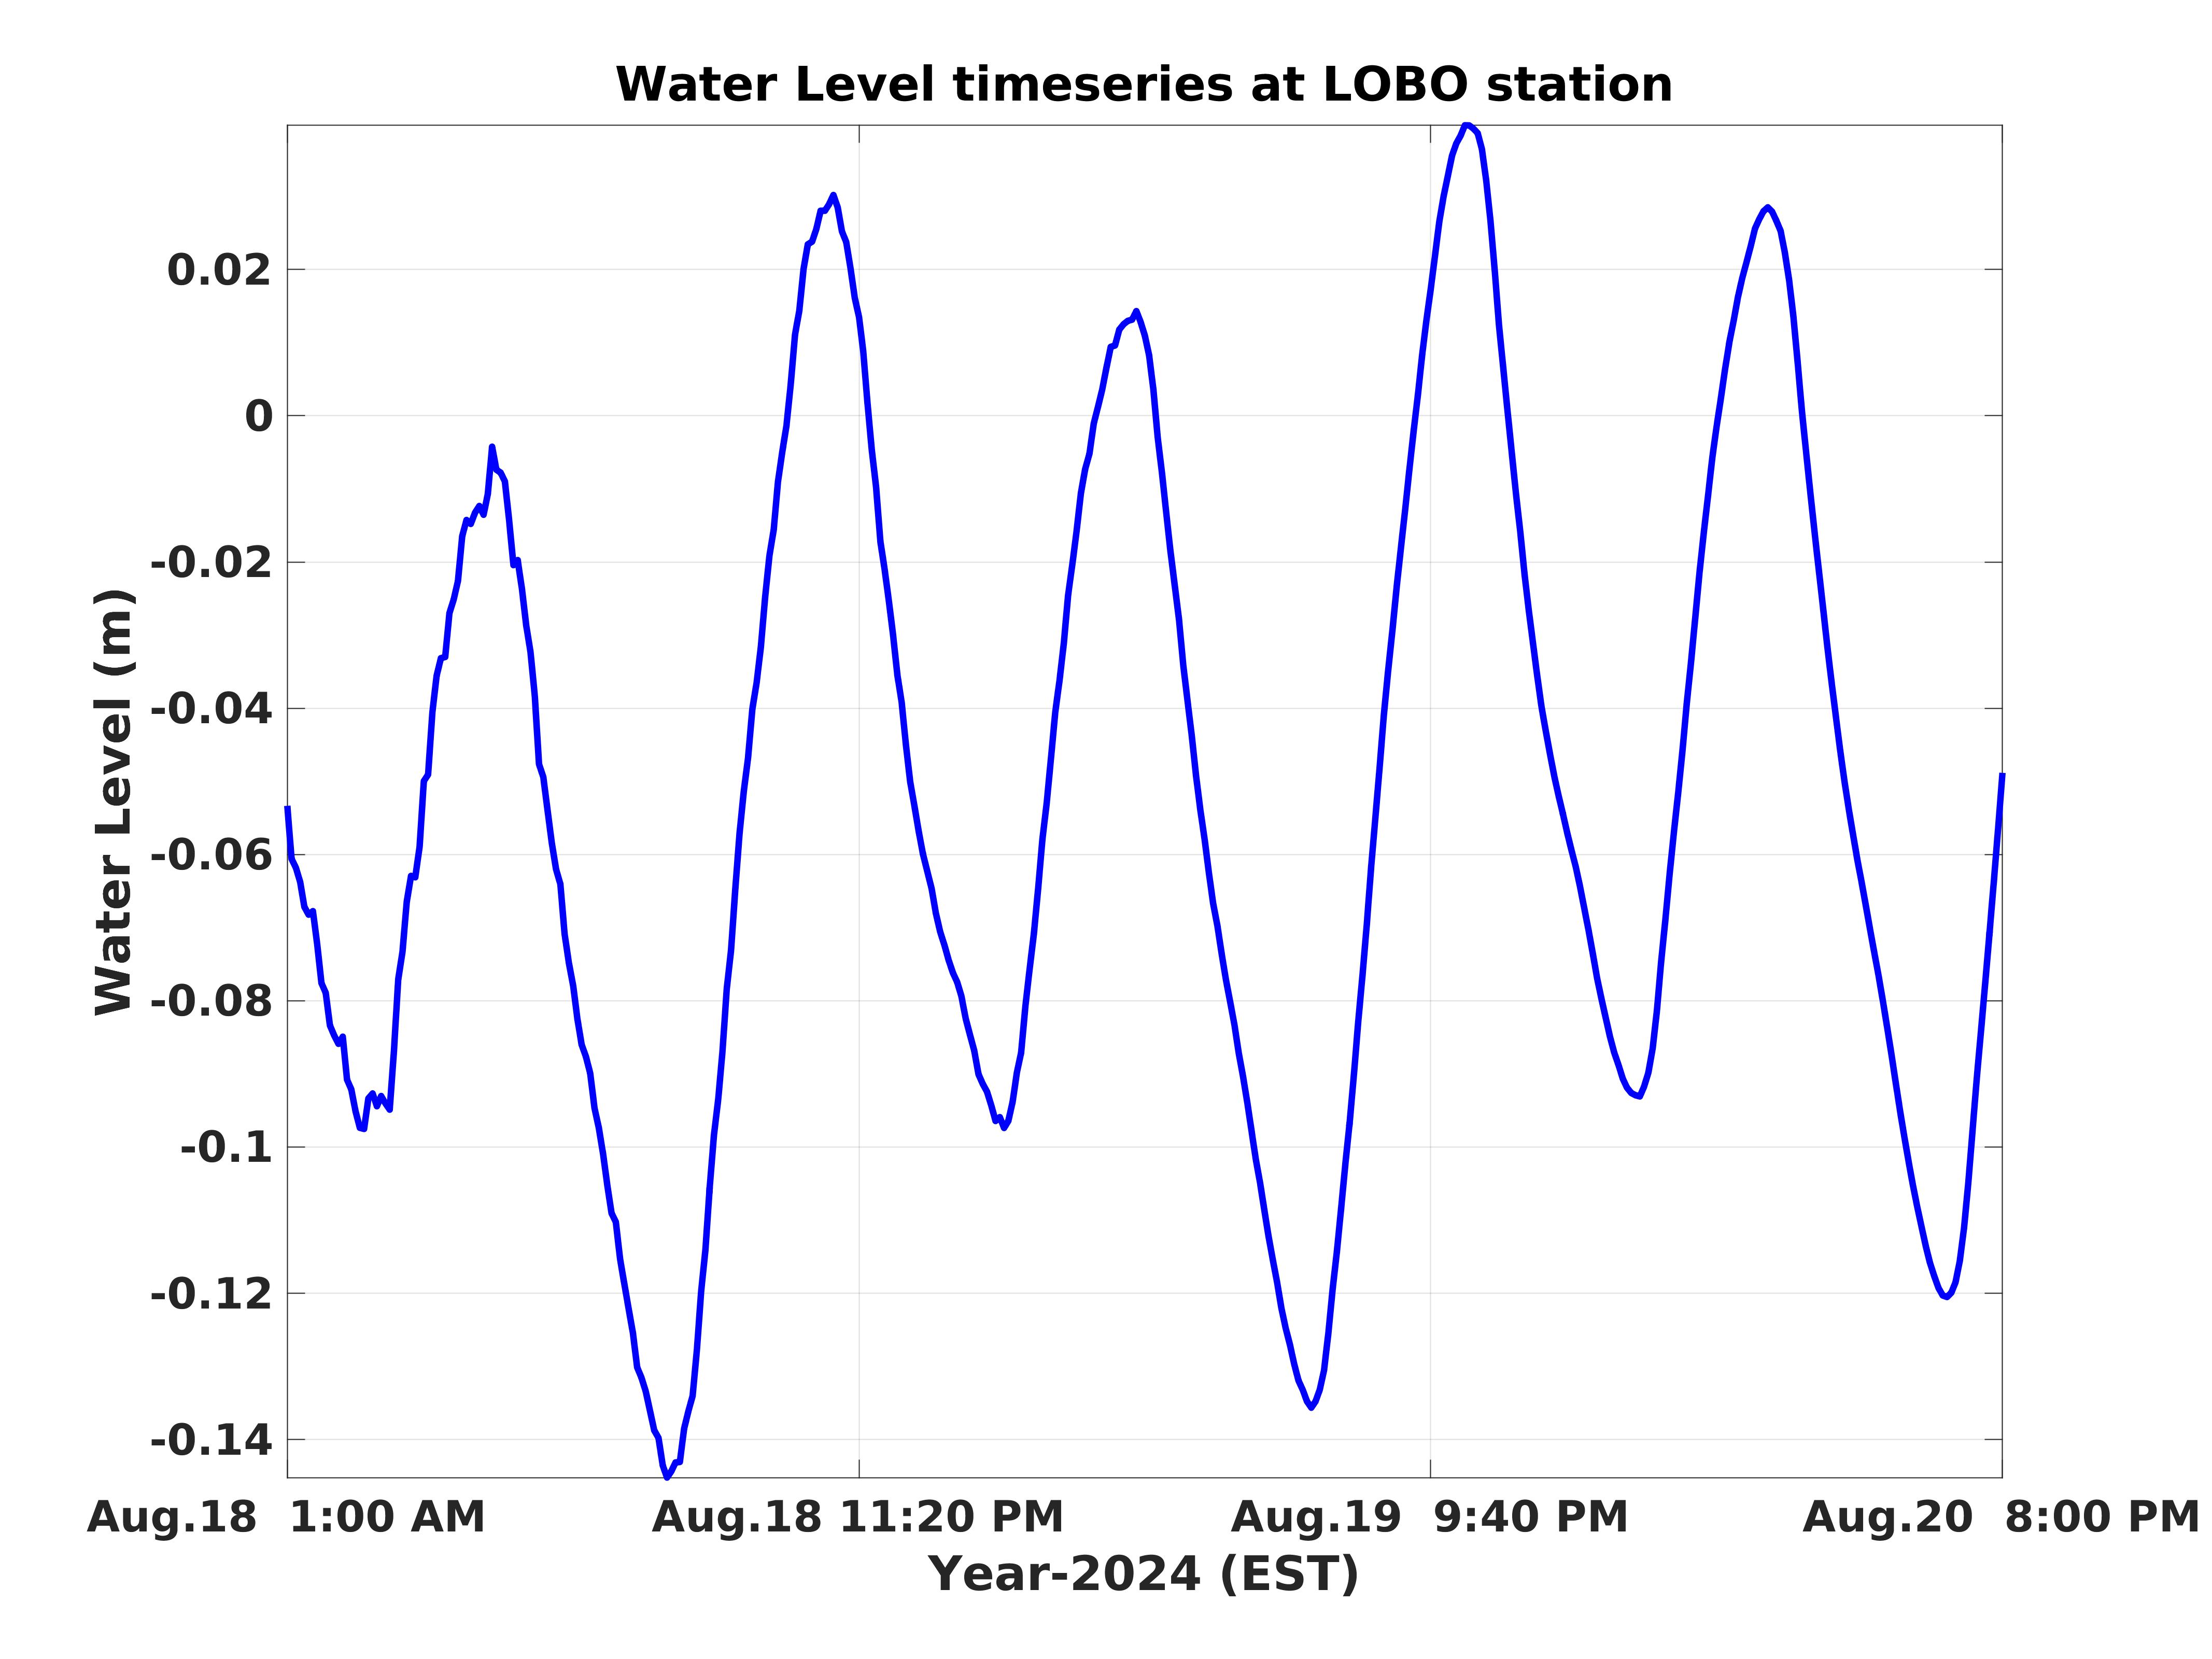 Water Level timeseries at LOBO station
Water Level (m)
0.02
0
-0.02
-0.04
-0.06
-0.08
-0.1
-0.12
-0.14
Aug.18  1:00 AM
Aug.18 11:20 PM
Aug.19  9:40 PM
Aug.20  8:00 PM
Year-2024 (EST)